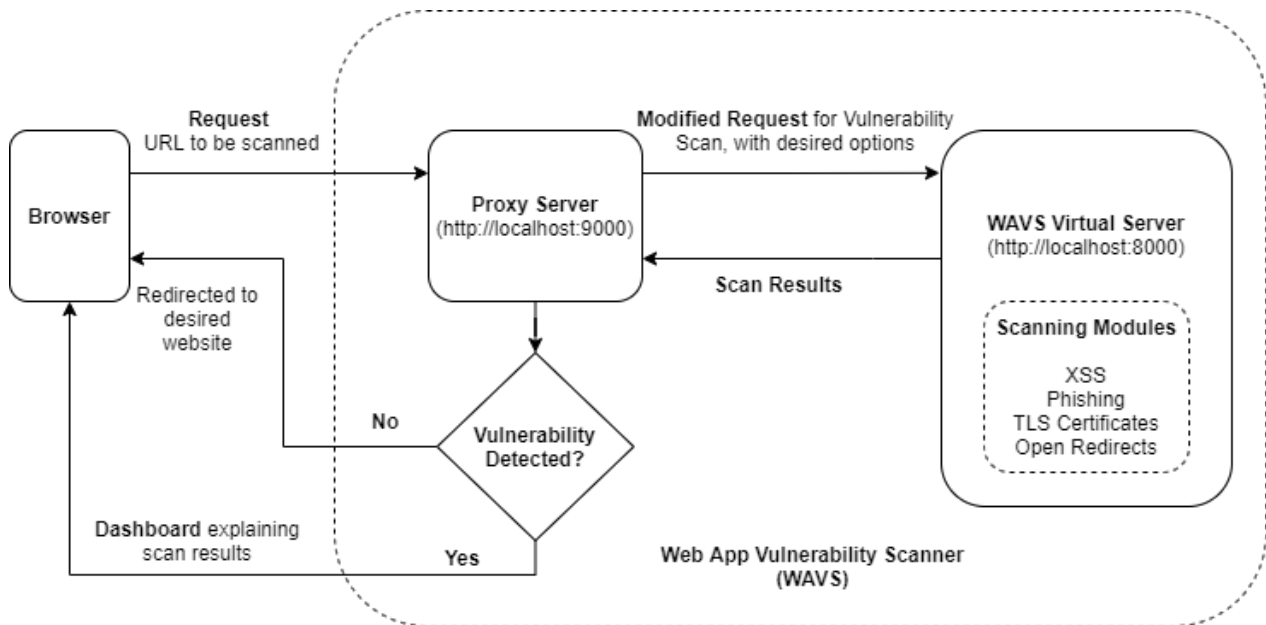 Request
URL to be scanned
Modified Request for Vulnerability
Scan, with desired options
Browser
Proxy Server
(http://localhost:9000)
WAVS Virtual Server
(http://localhost:8000)
Scan Results
Redirected to
desired
website
Scanning Modules
XSS
Phishing
TLS Certificates
Open Redirects
No
Vulnerability
Detected?
Dashboard explaining
scan results
Yes
Web App Vulnerability Scanner
(WAVS)